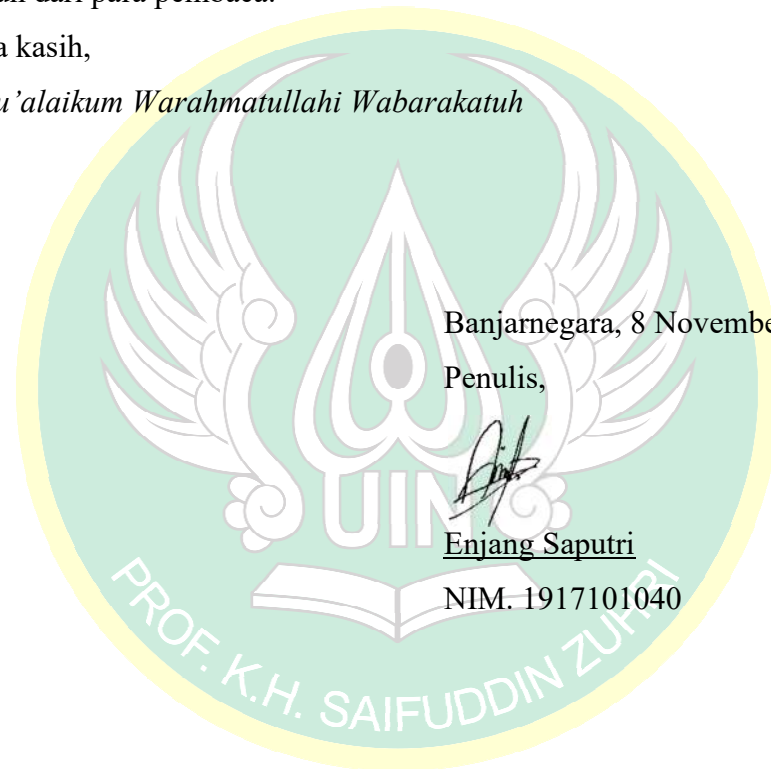 dari para pembaca.
kasih,
u’alaikum Warahmatullahi Wabarakatuh
Banjarnegara, 8 Novembe
Penulis,
Enjang Saputri
NIM. 1917101040
UIN
PROF. K.H. SAIFUDDIN ZUHRI